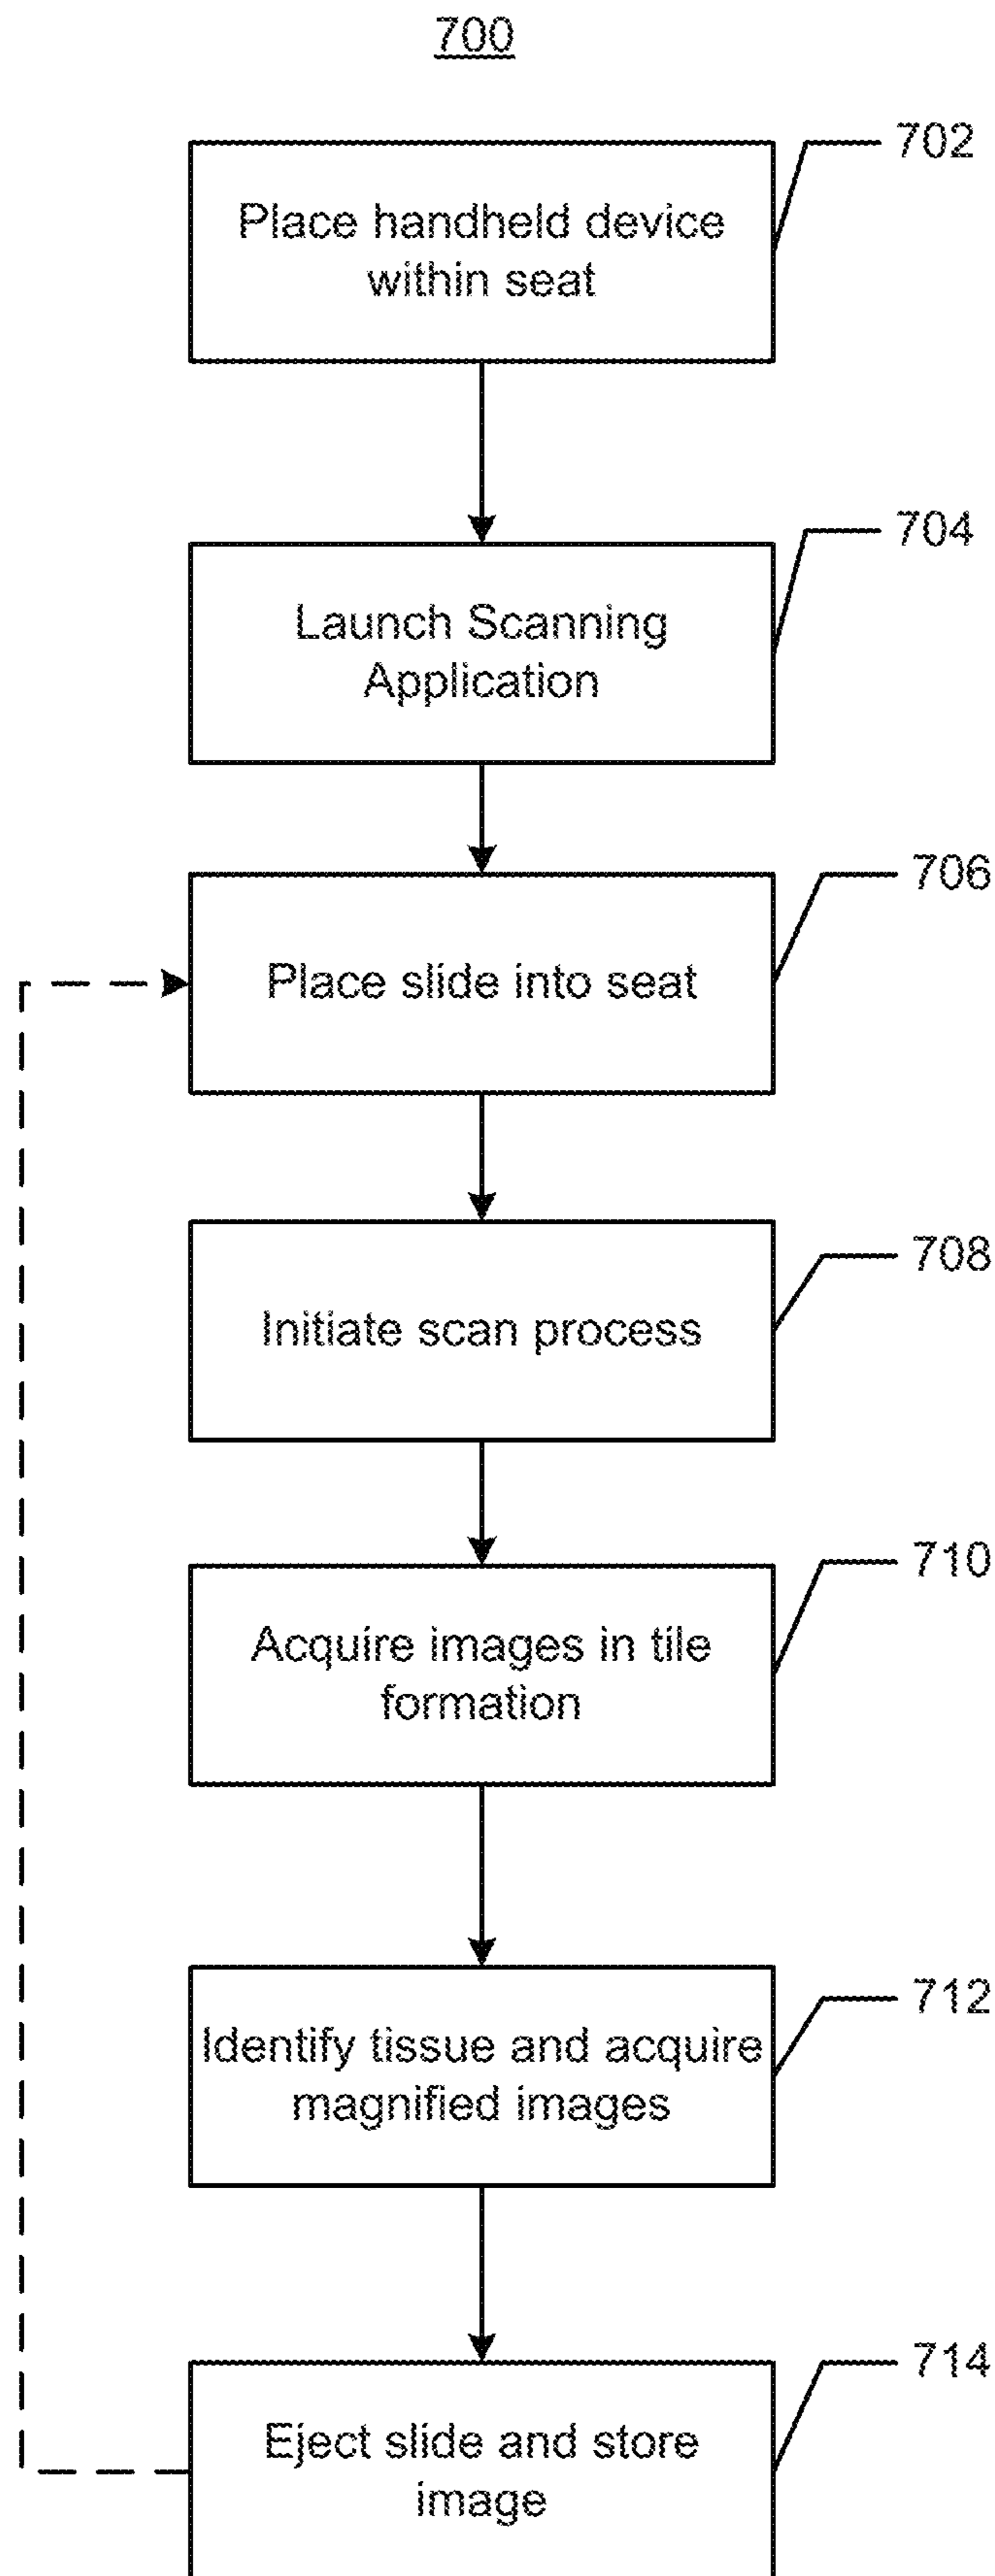 700
702
Place handheld device
within seat
704
Launch Scanning
Application
706
Place slide into seat
708
Initiate scan process
710
Acquire images in tile
formation
712
Identify tissue and acquire
magnified images
714
Eject slide and store
image